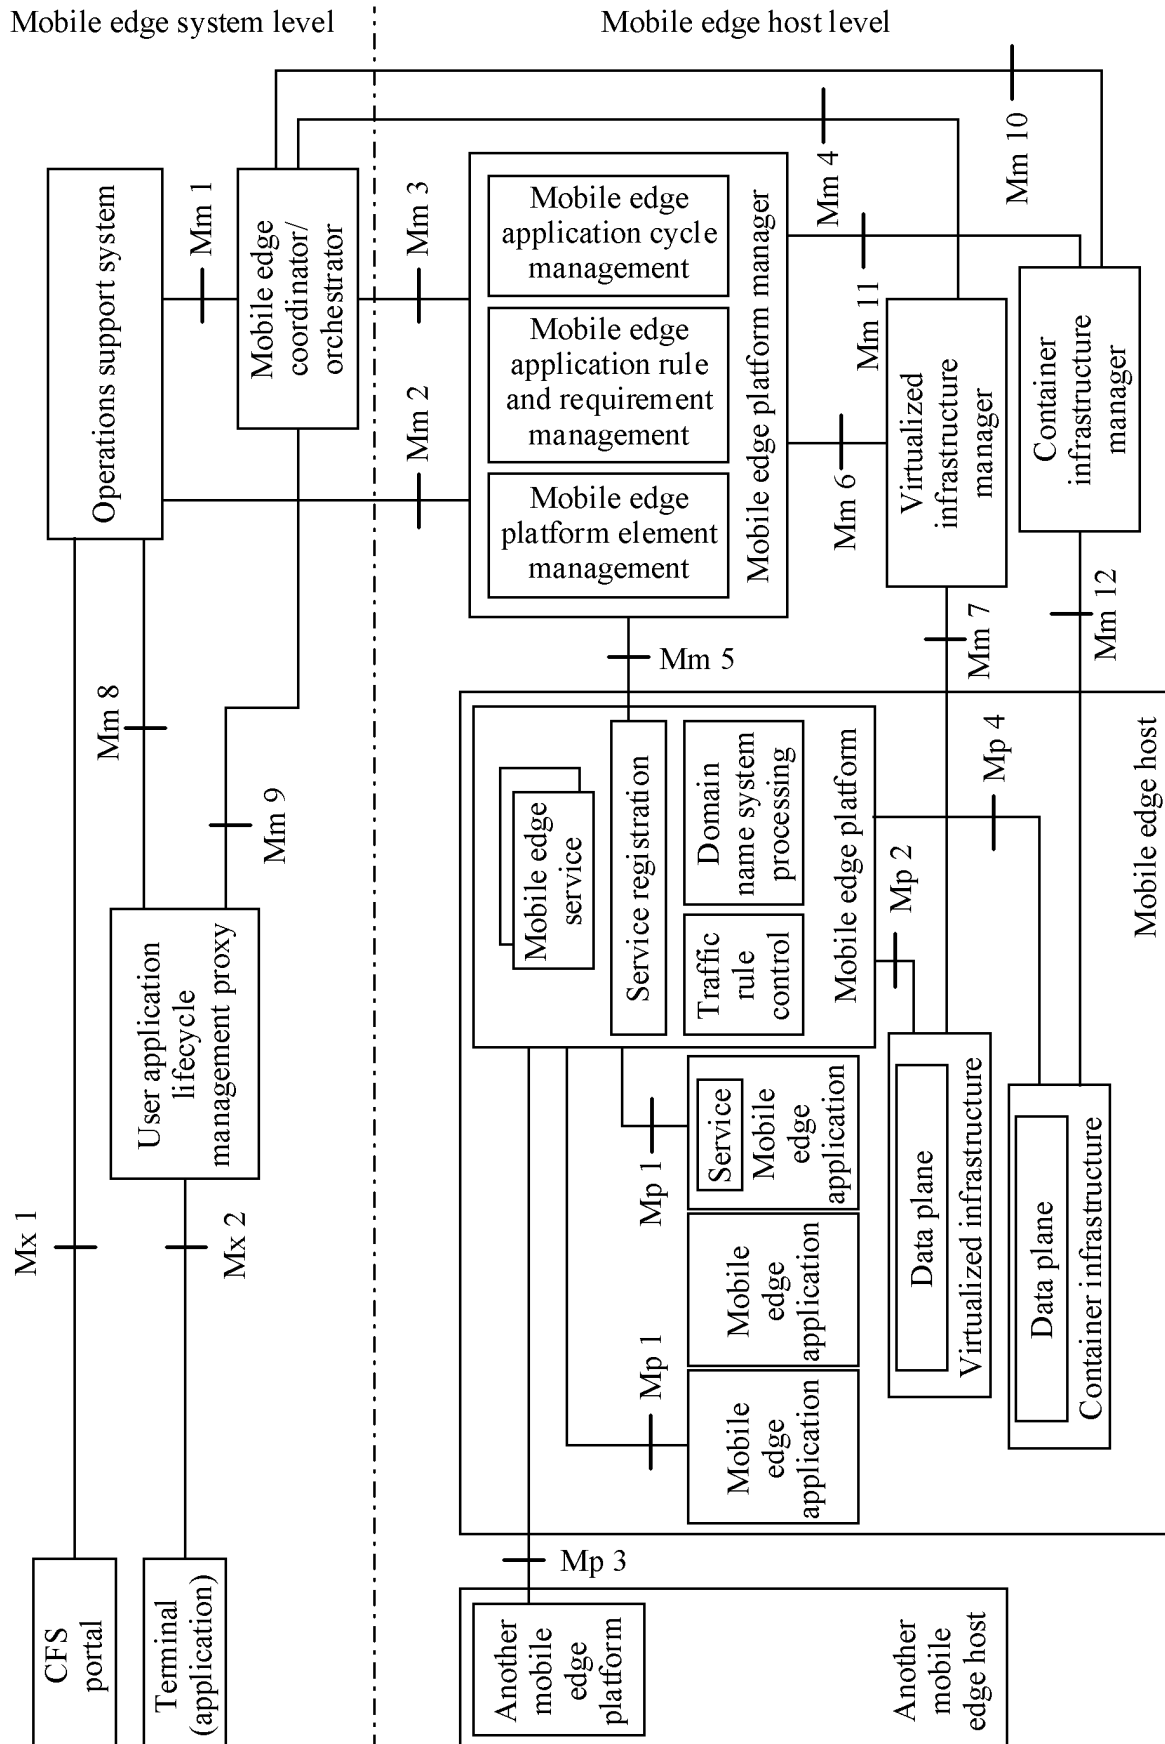 Mobile edge system level
Mobile edge host level
Operations support system
Mm 1
Mobile edge
coordinator/
orchestrator
Mm 3
Mm 2
Mobile edge
application cycle
management
Mobile edge
application rule
and requirement
management
Mobile edge
platform element
management
Mobile edge platform manager
Mm 4
Mm 10
Mm 11
Mm 6
Virtualized
infrastructure
manager
Container
infrastructure
manager
Mm 5
Mm 7
Mm 12
Mm 8
Mm 9
User application
lifecycle
management proxy
Mx 1
Mx 2
CFS
portal
Terminal
(application)
Mobile edge
service
Service registration
Domain
name system
processing
Traffic
rule
control
Mobile edge platform
Mp 2
Mp 4
Mobile edge host
Mp 1
Service
Mobile
edge
application
Mobile
edge
application
Mp 1
Mobile
edge
application
Data plane
Virtualized infrastructure
Data plane
Container infrastructure
Mp 3
Another
mobile
edge
platform
Another
mobile
edge host